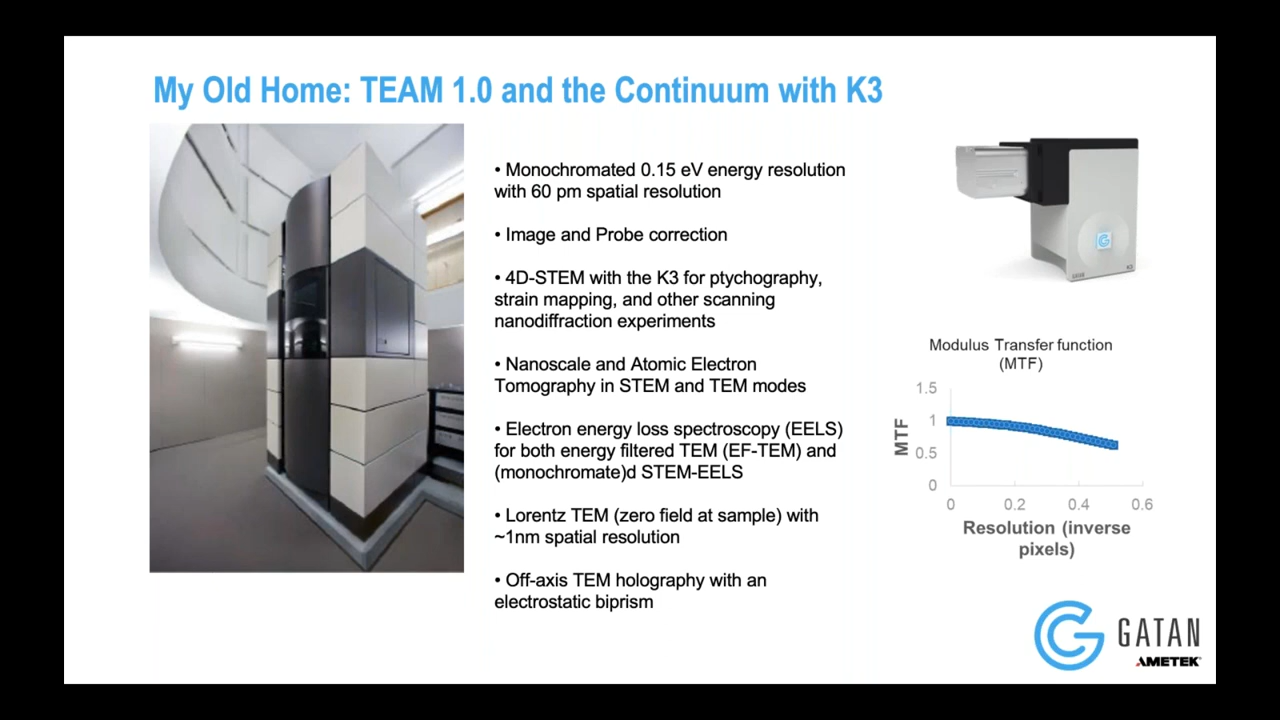 My Old Home: TEAM 1.0 and the Continuum with K3
• Monochromated 0.15 eV energy resolution
with 60 pm spatial resolution
• Image and Probe correction
• 4D-STEM with the K3 for ptychography,
strain mapping, and other scanning
nanodiffraction experiments
• Nanoscale and Atomic Electron
Tomography in STEM and TEM modes
• Electron energy loss spectroscopy (EELS)
for both energy filtered TEM (EF-TEM) and
(monochromate)d STEM-EELS
• Lorentz TEM (zero field at sample) with
~1nm spatial resolution
• Off-axis TEM holography with an
electrostatic biprism
K3
Modulus Transfer function
(MTF)
MTF
1.5
1
0.5
0
0 0.2 0.4 0.6
Resolution (inverse
pixels)
GATAN
AMETEK